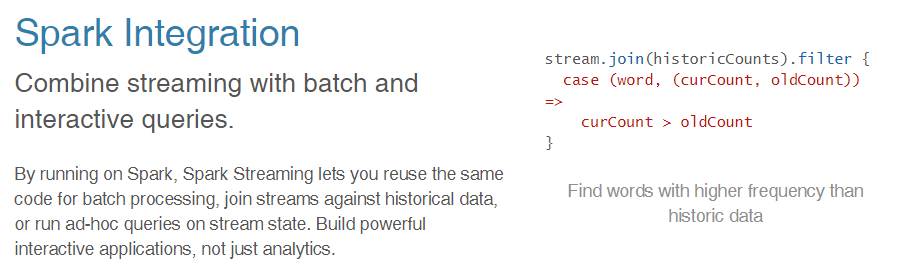 Spark Integration
Combine streaming with batch and
interactive queries.
By running on Spark, Spark Streaming lets you reuse the same
code for batch processing, join streams against historical data,
or run ad-hoc queries on stream state. Build powerful
interactive applications, not just analytics.
stream.join(historicCounts).filter {
  case (word, (curCount, oldCount))
=>
    curCount > oldCount
}
Find words with higher frequency than
historic data